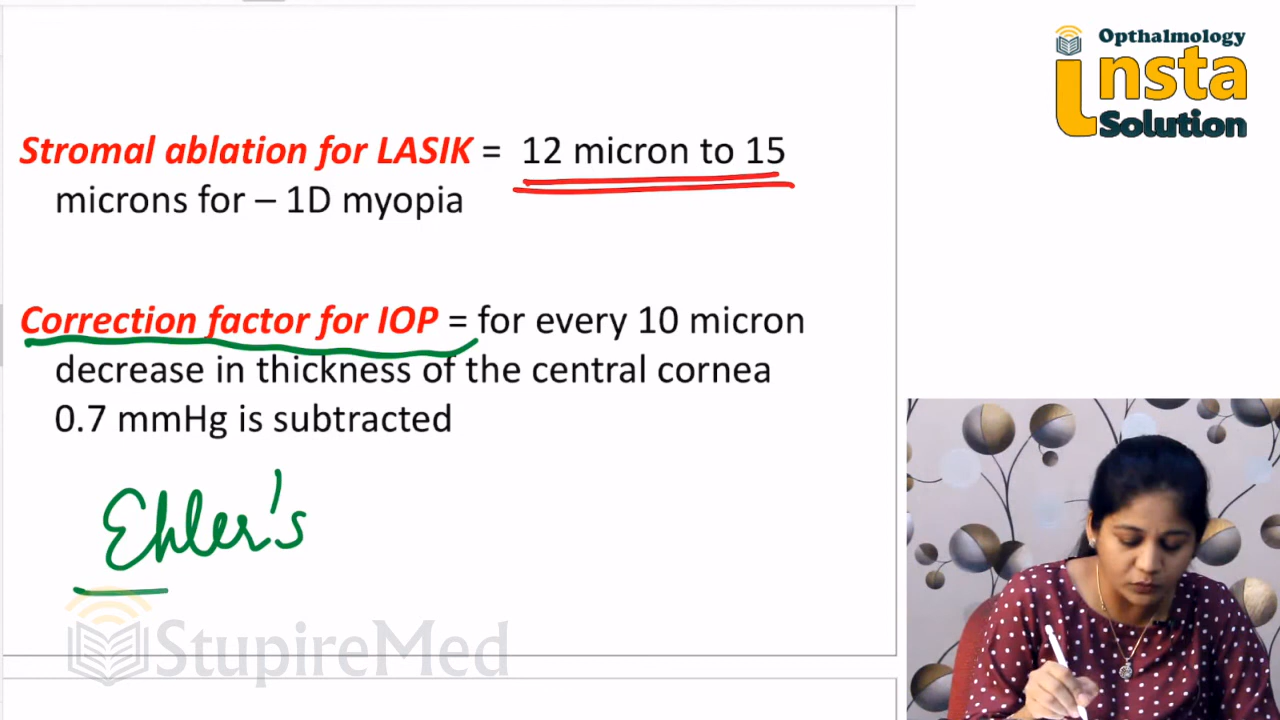 Opthalmology
insta
Solution
Stromal ablation for LASIK = 12 micron to 15
microns for – 1D myopia
Correction factor for IOP = for every 10 micron
decrease in thickness of the central cornea
0.7 mmHg is subtracted
Ehler's
StupireMed